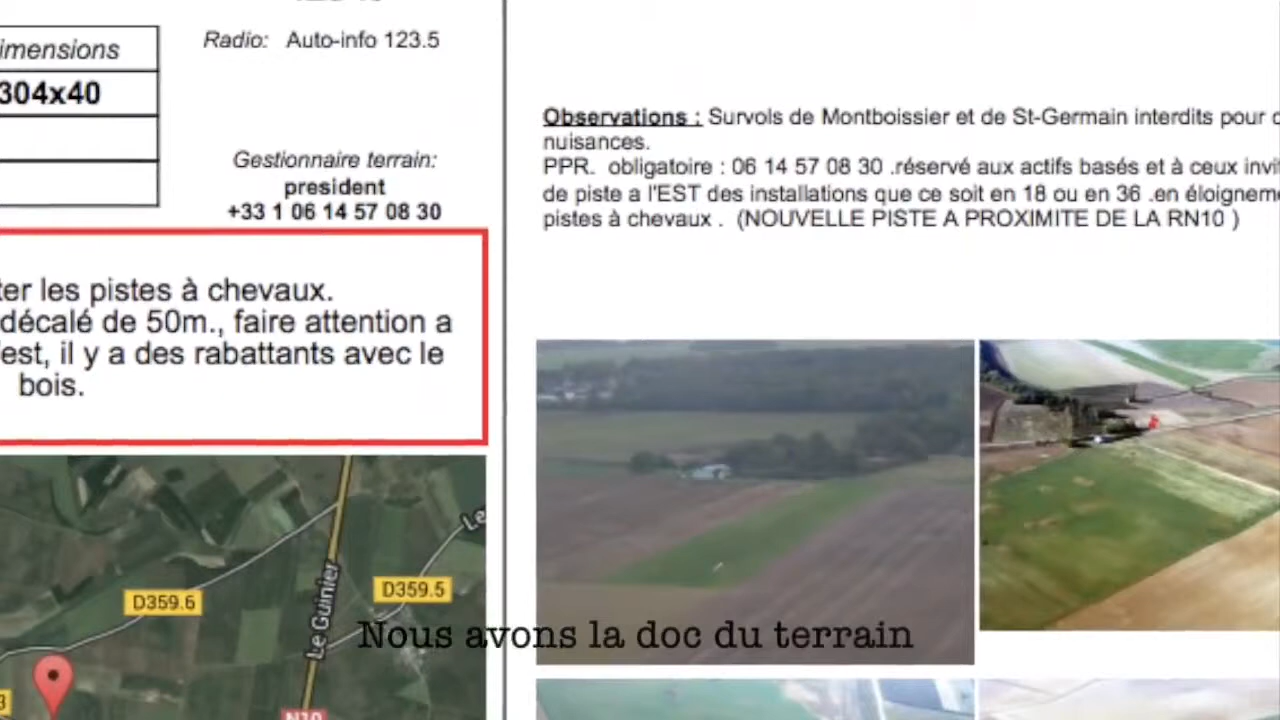 Radio: Auto-info 123.5
imensions
304x40
Gestionnaire terrain:
president
+33 1 06 14 57 08 30
ter les pistes à chevaux.
décalé de 50m., faire attention a
est, il y a des rabattants avec le
bois.
Observations : Survols de Montboissier et de St-Germain interdits pour
nuisances.
PPR. obligatoire : 06 14 57 08 30 .réservé aux actifs basés et à ceux invi
de piste a l'EST des installations que ce soit en 18 ou en 36 .en éloignem
pistes à chevaux . (NOUVELLE PISTE A PROXIMITE DE LA RN10 )
Le
D359.6
D359.5
Le Guinier
N10
Nous avons la doc du terrain